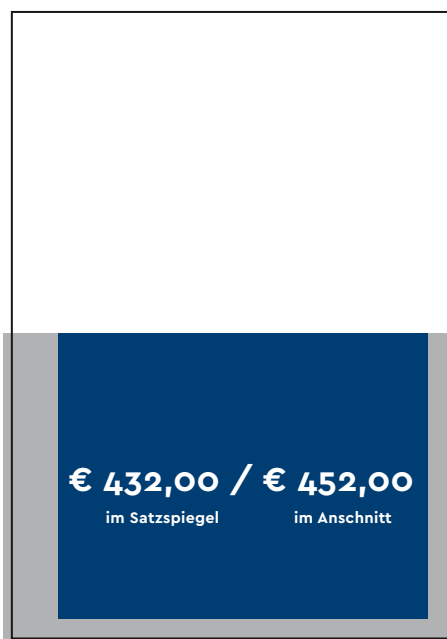 € 432,00 / € 452,00
im Satzspiegel im Anschnitt